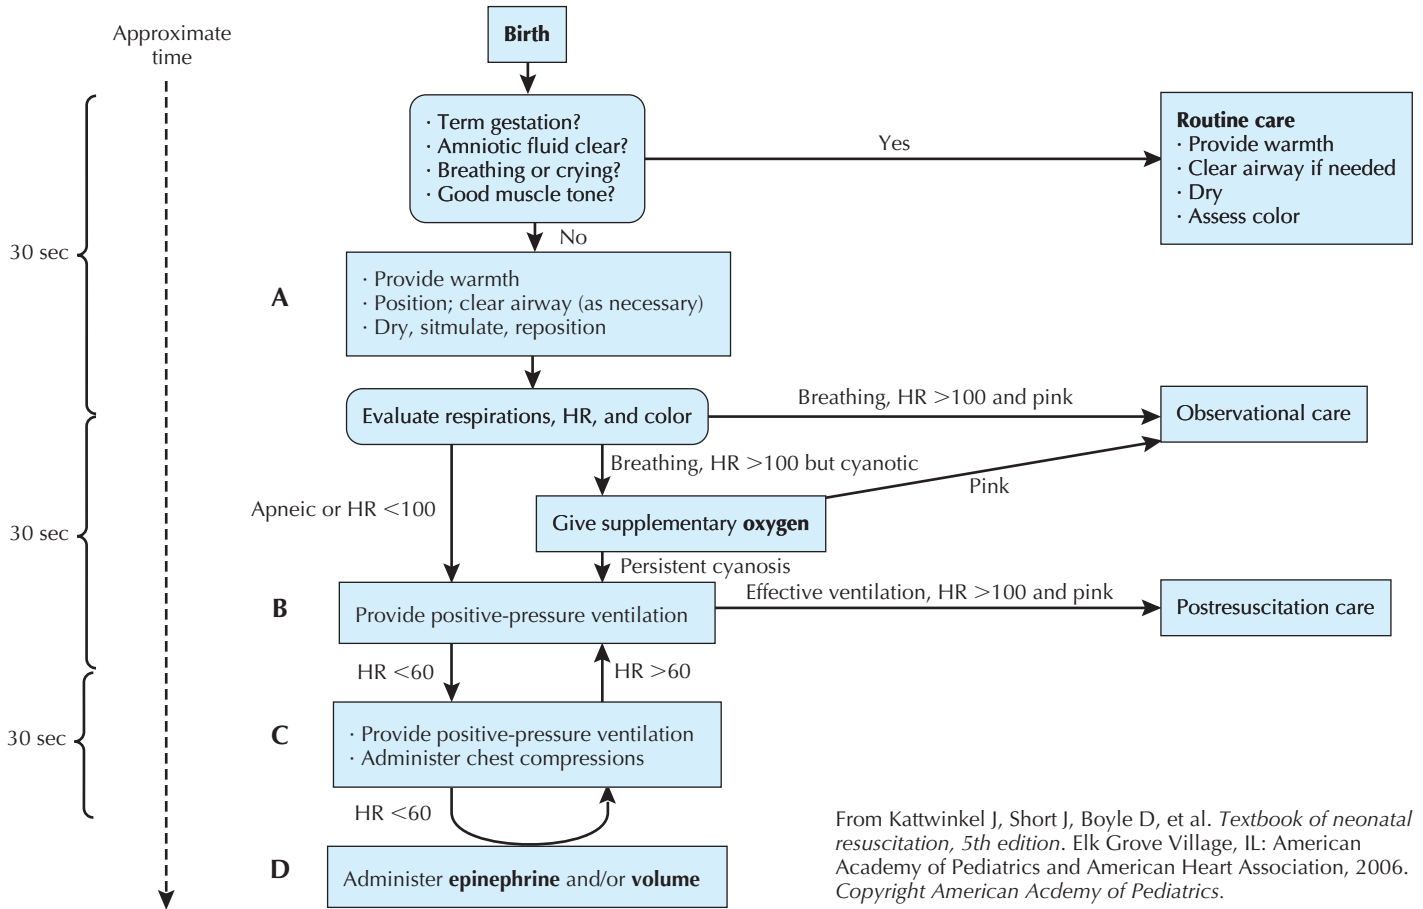 Approximate
time
Birth
· Term gestation?
· Amniotic fluid clear?
· Breathing or crying?
· Good muscle tone?
Yes
Routine care
· Provide warmth
· Clear airway if needed
· Dry
· Assess color
No
30 sec
A
· Provide warmth
· Position; clear airway (as necessary)
· Dry, sitmulate, reposition
Evaluate respirations, HR, and color
Breathing, HR >100 and pink
Observational care
Breathing, HR >100 but cyanotic
Pink
Apneic or HR <100
Give supplementary oxygen
30 sec
Persistent cyanosis
B
Provide positive-pressure ventilation
Effective ventilation, HR >100 and pink
Postresuscitation care
HR <60
HR >60
30 sec
C
· Provide positive-pressure ventilation
· Administer chest compressions
HR <60
D
Administer epinephrine and/or volume
From Kattwinkel J, Short J, Boyle D, et al. Textbook of neonatal
resuscitation, 5th edition. Elk Grove Village, IL: American
Academy of Pediatrics and American Heart Association, 2006.
Copyright American Acdemy of Pediatrics.